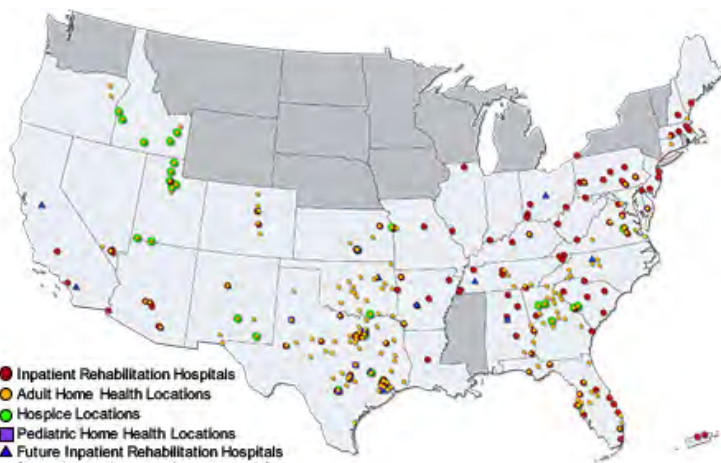 Inpatient Rehabilitation Hospitals
Adult Home Health Locations
Hospice Locations
Pediatric Home Health Locations
Future Inpatient Rehabilitation Hospitals